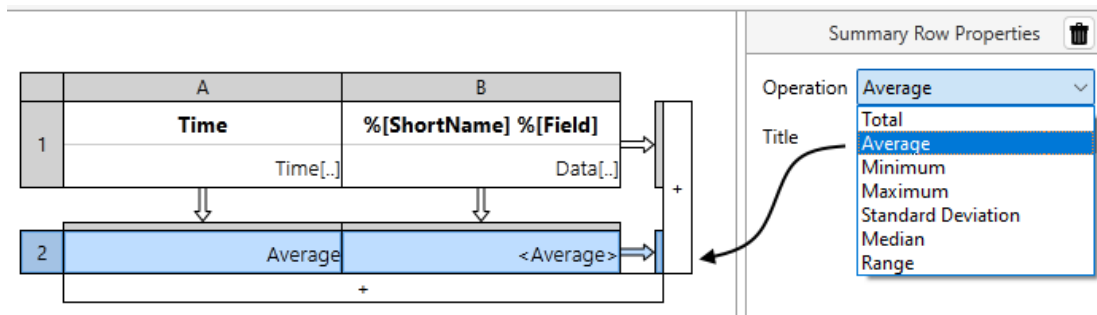 Summary Row Properties
A B
Operation Average
1 Time %[ShortName] %[Field]
Time[..] Data[..]
+
2 Average <Average>
+
Title
Total
Average
Minimum
Maximum
Standard Deviation
Median
Range